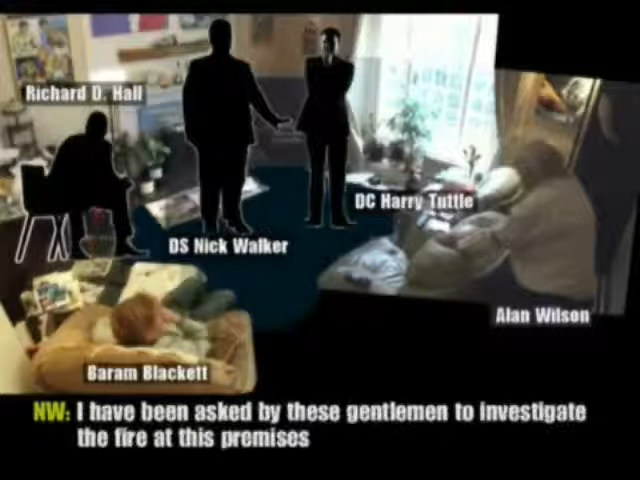 Richard D. Hall
DC Harry Tuttle
DS Nick Walker
Alan Wilson
Baram Blackett
NW: I have been asked by these gentlemen to investigate
the fire at this premises